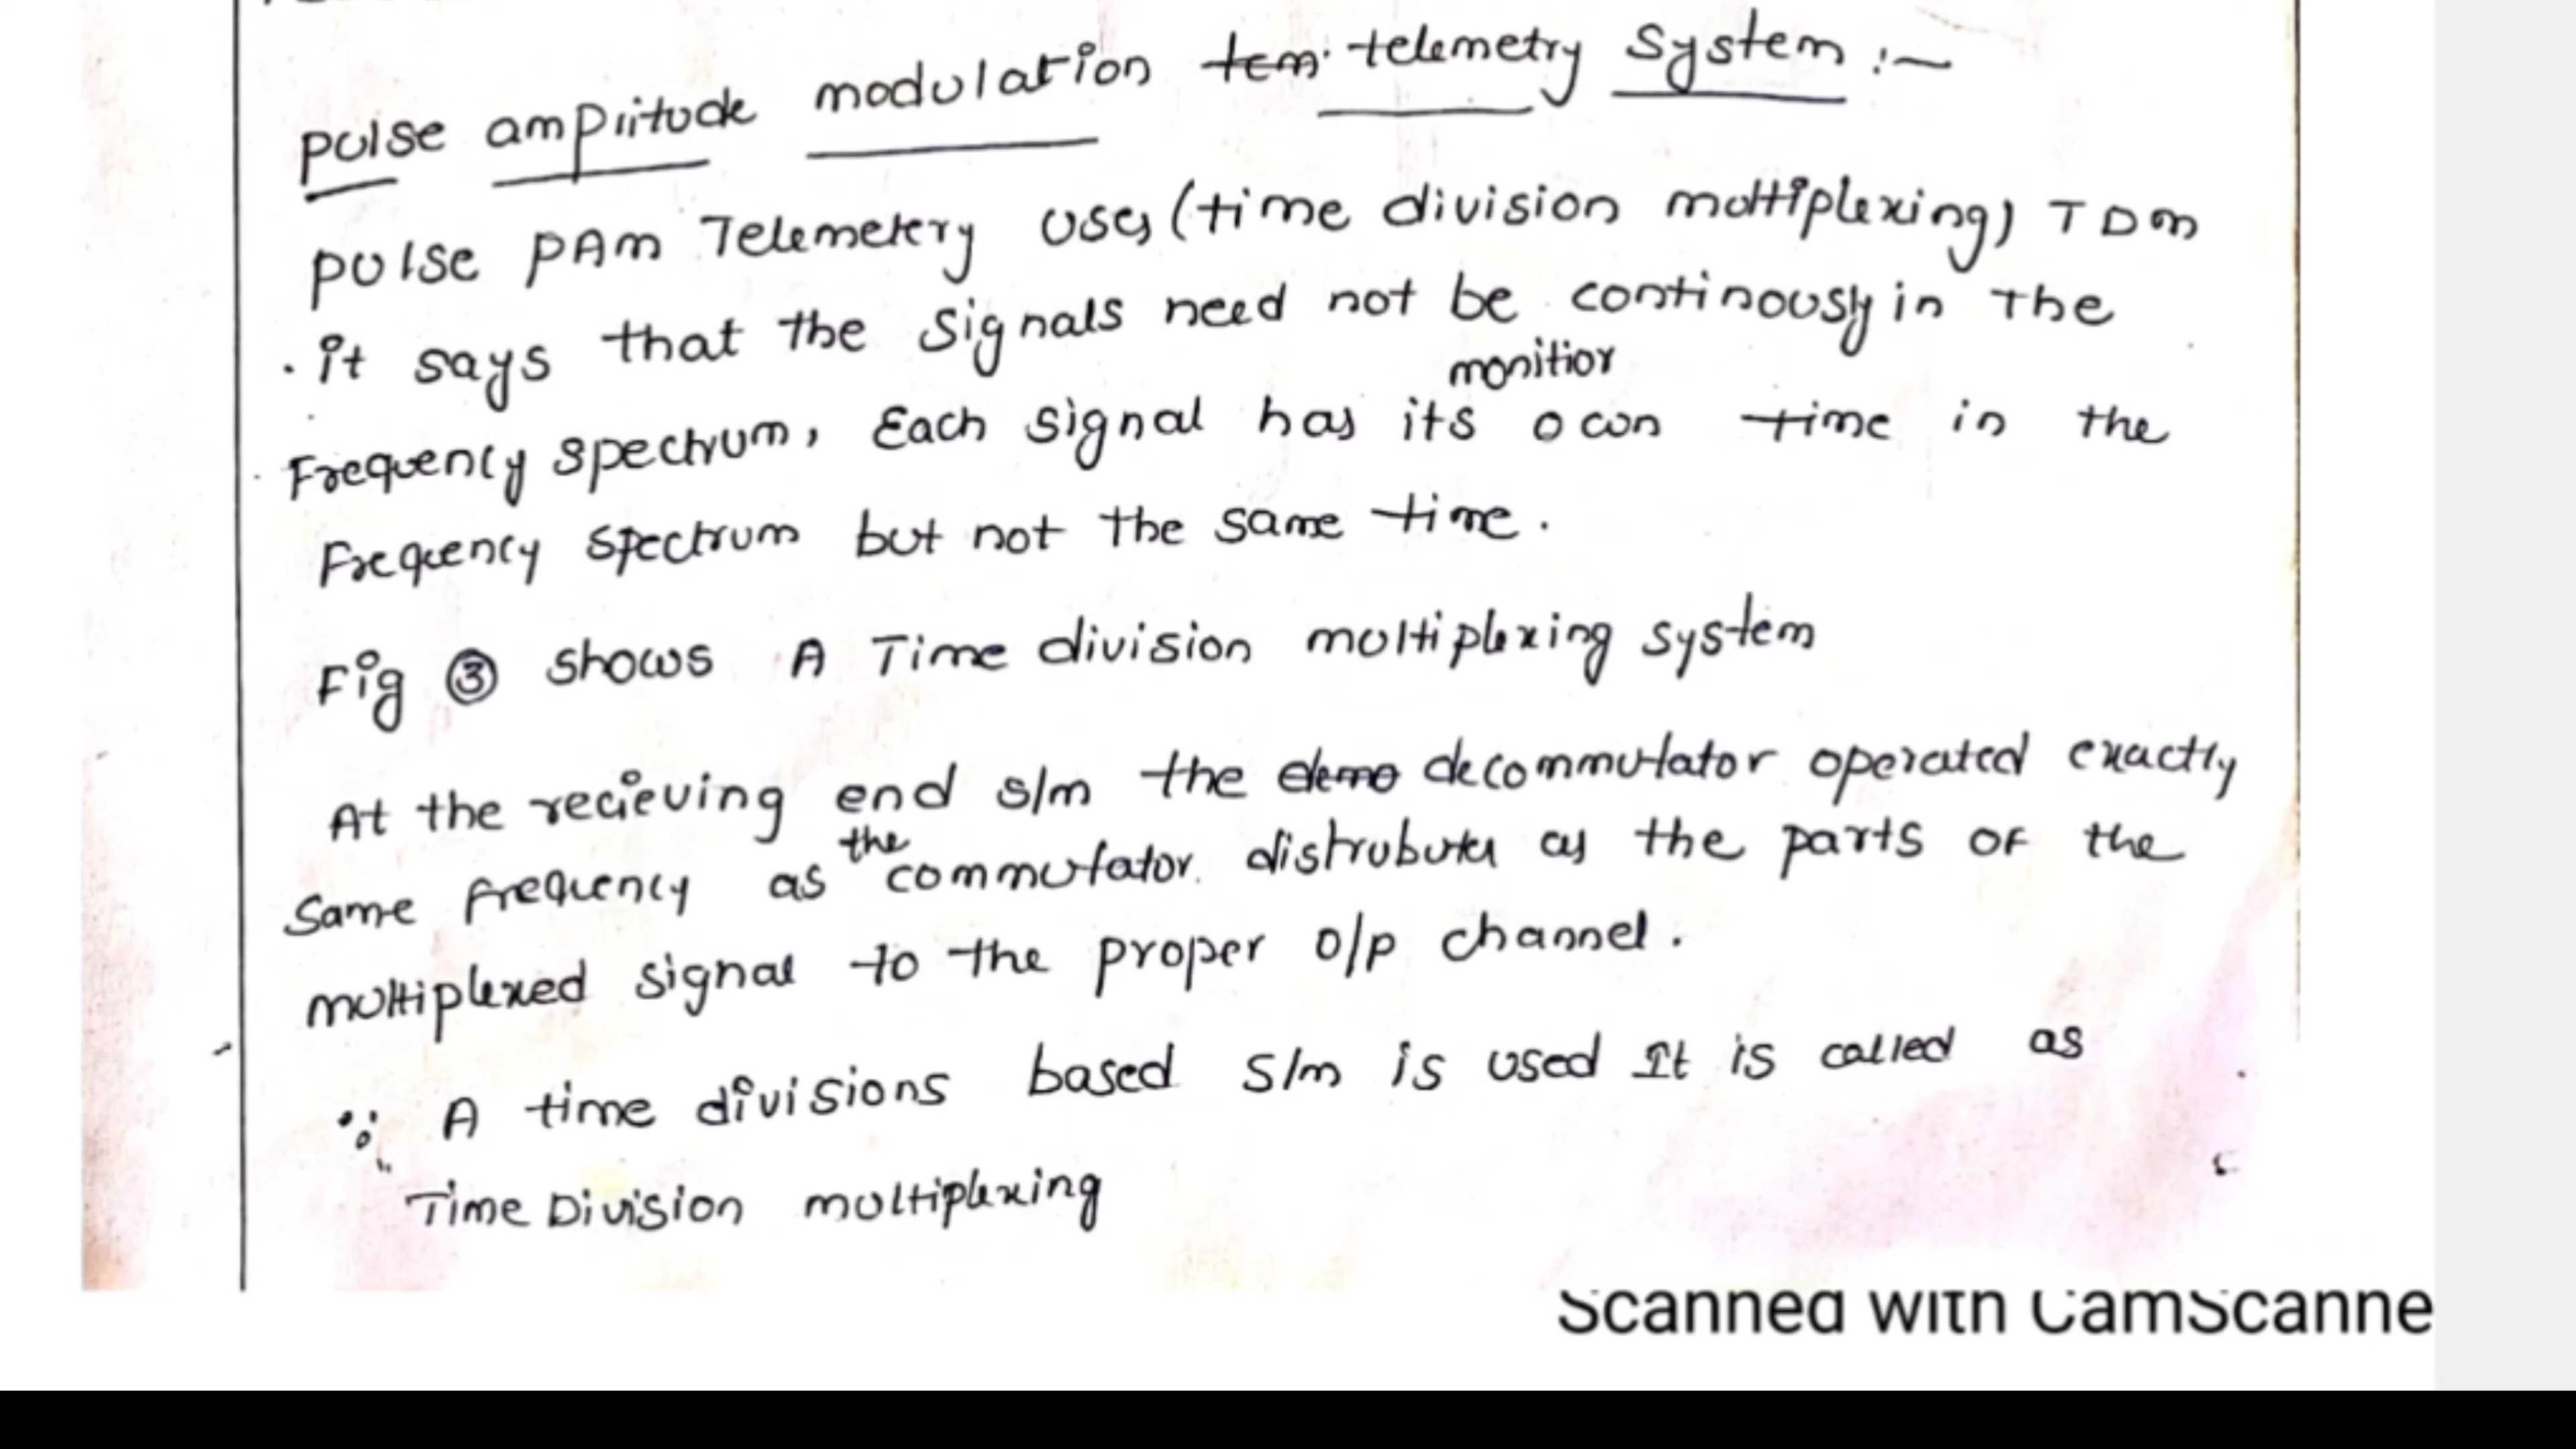 pulse amplitude modulation tem. telemetry system :-
pulse PAm Telemetery uses (time division multiplexing) TDm
. it says that the Signals need not be continously in the
monitior
Frequency spectrum, Each signal has its own time in the
Frequency spectrum but not the same time.
Fig ③ shows A Time division multiplexing system
At the recieving end s/m the demo decommutator operated exactly
the
Same frequency as commutator. distrubutes as the parts of the
multiplexed signal to the proper o/p channel.
∵ A time divisions based s/m is used It is called as
Time Division multiplexing
Scanned with CamScanne